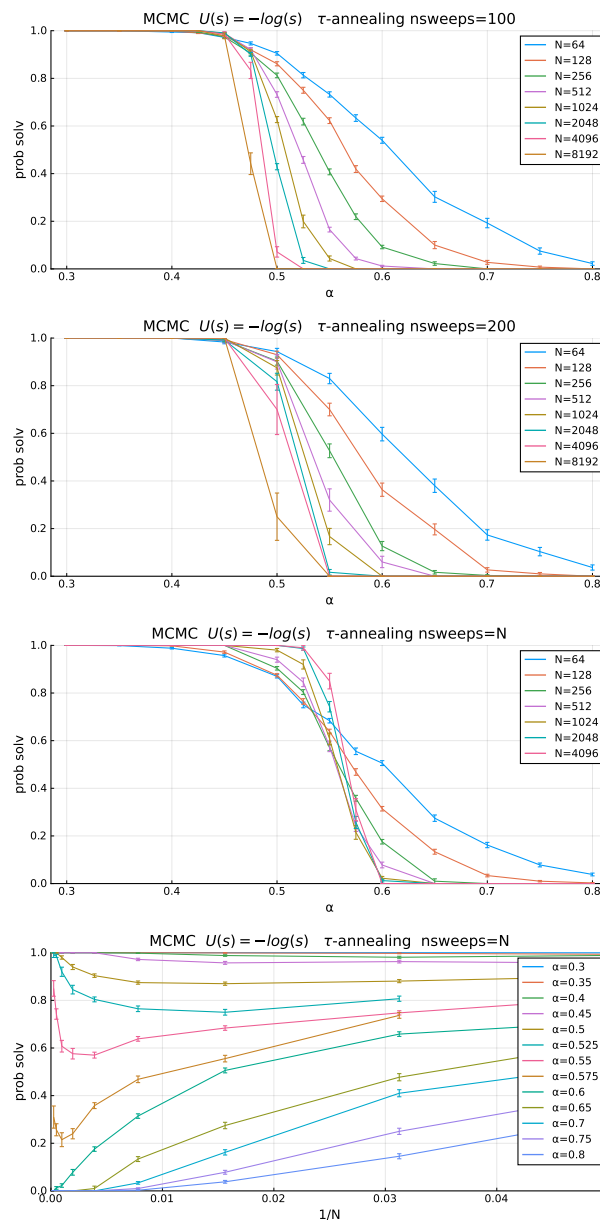 MCMC U(s) = −log(s) τ-annealing nsweeps=100
1.0
0.8
0.6
0.4
0.2
0.0
prob solv
0.3 0.4 0.5 0.6 0.7 0.8
α
N=64
N=128
N=256
N=512
N=1024
N=2048
N=4096
N=8192
MCMC U(s) = −log(s) τ-annealing nsweeps=200
1.0
0.8
0.6
0.4
0.2
0.0
prob solv
0.3 0.4 0.5 0.6 0.7 0.8
α
N=64
N=128
N=256
N=512
N=1024
N=2048
N=4096
N=8192
MCMC U(s) = −log(s) τ-annealing nsweeps=N
1.0
0.8
0.6
0.4
0.2
0.0
prob solv
0.3 0.4 0.5 0.6 0.7 0.8
α
N=64
N=128
N=256
N=512
N=1024
N=2048
N=4096
MCMC U(s) = −log(s) τ-annealing nsweeps=N
1.0
0.8
0.6
0.4
0.2
0.0
prob solv
0.00 0.01 0.02 0.03 0.04
1/N
α=0.3
α=0.35
α=0.4
α=0.45
α=0.5
α=0.525
α=0.55
α=0.575
α=0.6
α=0.65
α=0.7
α=0.75
α=0.8